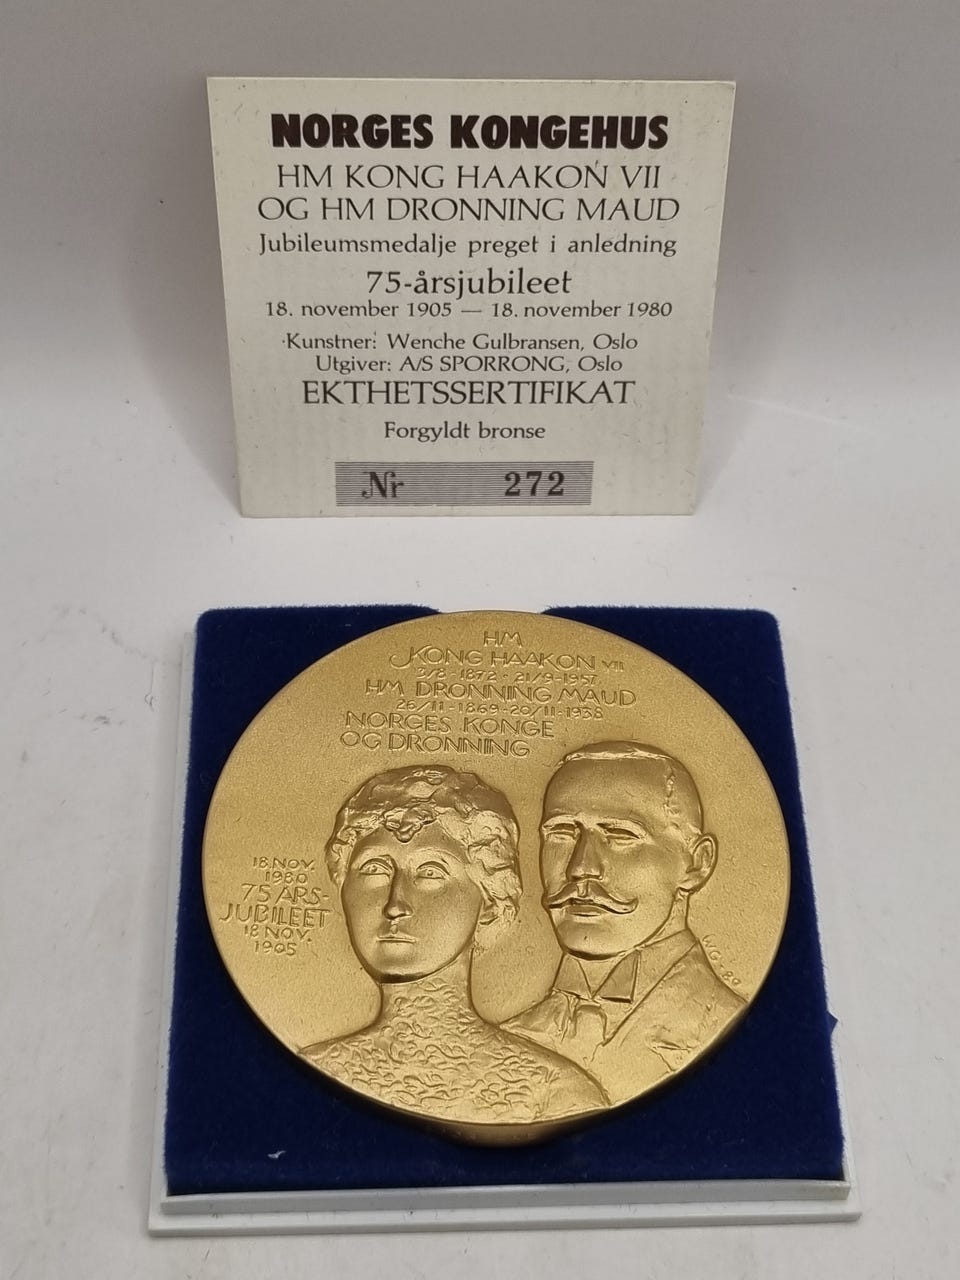 NORGES KONGEHUS
HM KONG HAAKON VII
OG HM DRONNING MAUD
Jubileumsmedalje preget i anledning
75-årsjubileet
18. november 1905 — 18. november 1980
Kunstner: Wenche Gulbransen, Oslo
Utgiver: A/S SPORRONG, Oslo
EKTHETSSERTIFIKAT
Forgyldt bronse
Nr 272
HM
KONG HAAKON VII
3/8-1872 · 21/9-1957
HM DRONNING MAUD
26/11-1869-20/11-1938
NORGES KONGE
OG DRONNING
18.NOV.
1980
75 ÅRS-
JUBILEET
18 NOV.
1905
WG-80